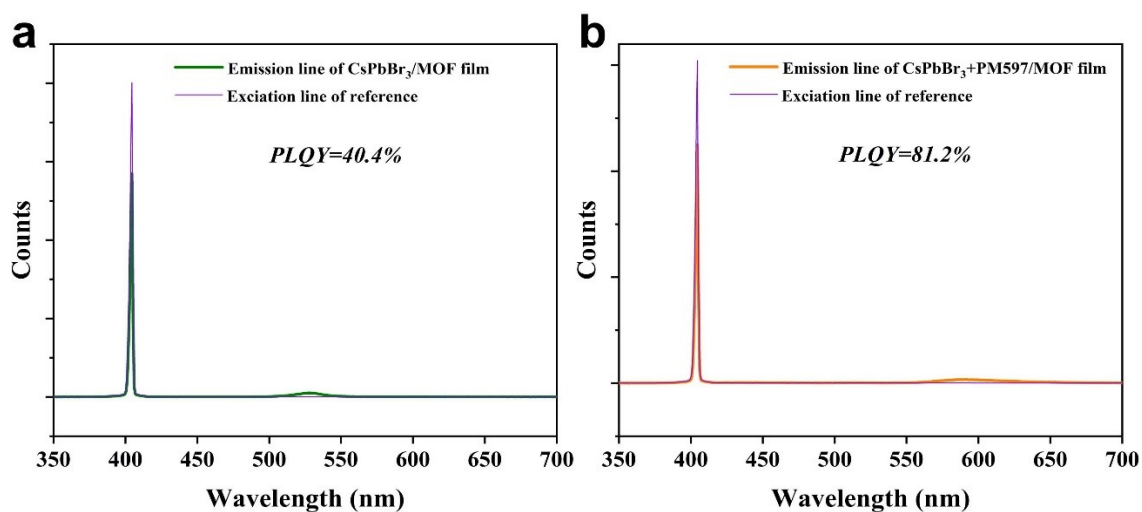 a
Emission line of CsPbBr₃/MOF film
Exciation line of reference
PLQY=40.4%
Counts
350 400 450 500 550 600 650 700
Wavelength (nm)
b
Emission line of CsPbBr₃+PM597/MOF film
Exciation line of reference
PLQY=81.2%
Counts
350 400 450 500 550 600 650 700
Wavelength (nm)